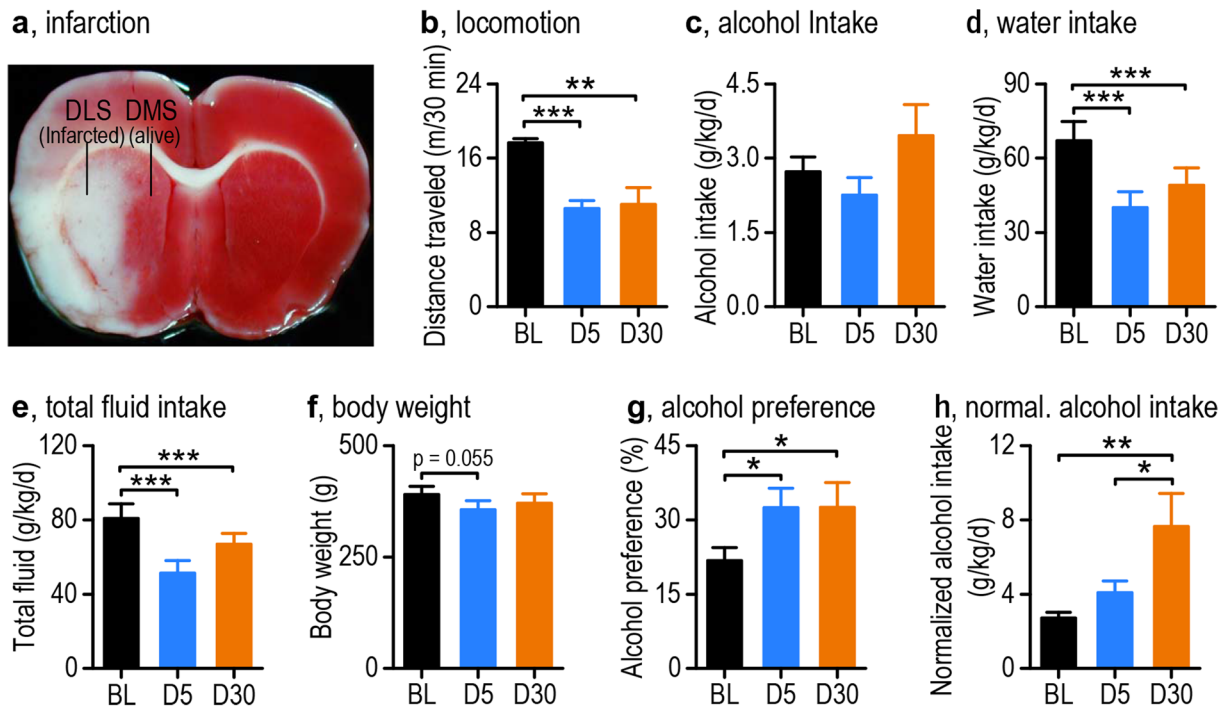 a, infarction
DLS DMS
(Infarcted) (alive)
b, locomotion
Distance traveled (m/30 min)
24
16
8
0
***
**
BL D5 D30
c, alcohol Intake
Alcohol intake (g/kg/d)
4.5
3.0
1.5
0.0
BL D5 D30
d, water intake
Water intake (g/kg/d)
90
60
30
0
***
***
BL D5 D30
e, total fluid intake
Total fluid (g/kg/d)
120
80
40
0
***
***
BL D5 D30
f, body weight
Body weight (g)
500
250
0
p = 0.055
BL D5 D30
g, alcohol preference
Alcohol preference (%)
45
30
15
0
*
*
BL D5 D30
h, normal. alcohol intake
Normalized alcohol intake
(g/kg/d)
12
8
4
0
**
*
BL D5 D30